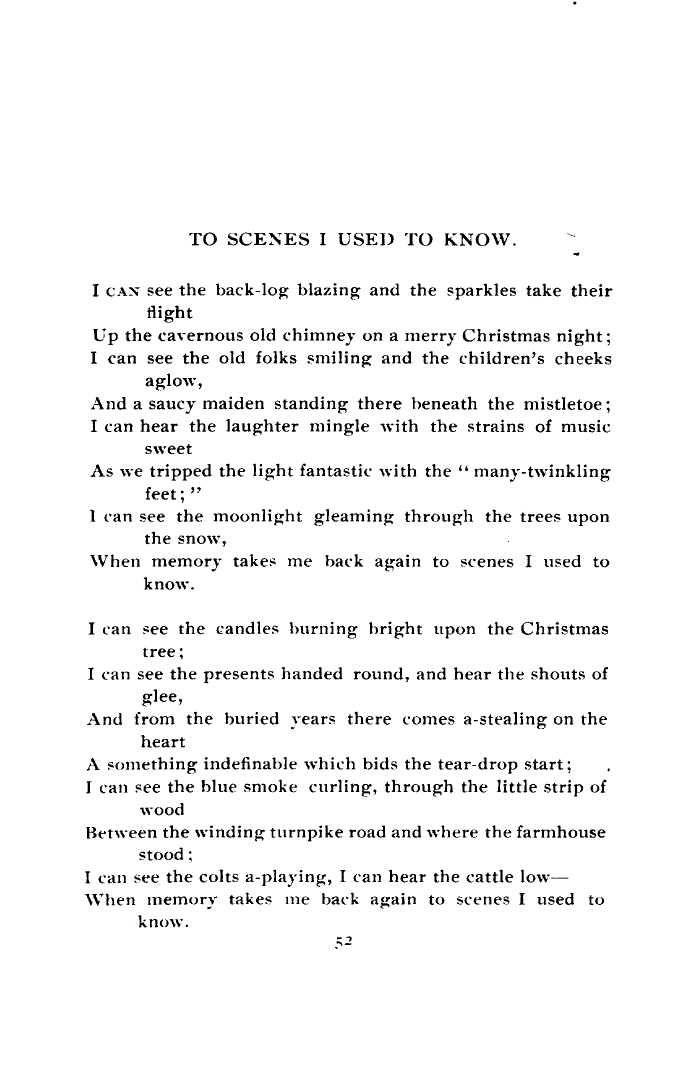 TO SCENES I USED TO KNOW.
I CAN see the back-log blazing and the sparkles take their
flight
Up the cavernous old chimney on a merry Christmas night;
I can see the old folks smiling and the children's cheeks
aglow,
And a saucy maiden standing there beneath the mistletoe;
I can hear the laughter mingle with the strains of music
sweet
As we tripped the light fantastic with the “many-twinkling
feet;”
I can see the moonlight gleaming through the trees upon
the snow,
When memory takes me back again to scenes I used to
know.
I can see the candles burning bright upon the Christmas
tree;
I can see the presents handed round, and hear the shouts of
glee,
And from the buried years there comes a-stealing on the
heart
A something indefinable which bids the tear-drop start;
I can see the blue smoke curling, through the little strip of
wood
Between the winding turnpike road and where the farmhouse
stood;
I can see the colts a-playing, I can hear the cattle low—
When memory takes me back again to scenes I used to
know.
52